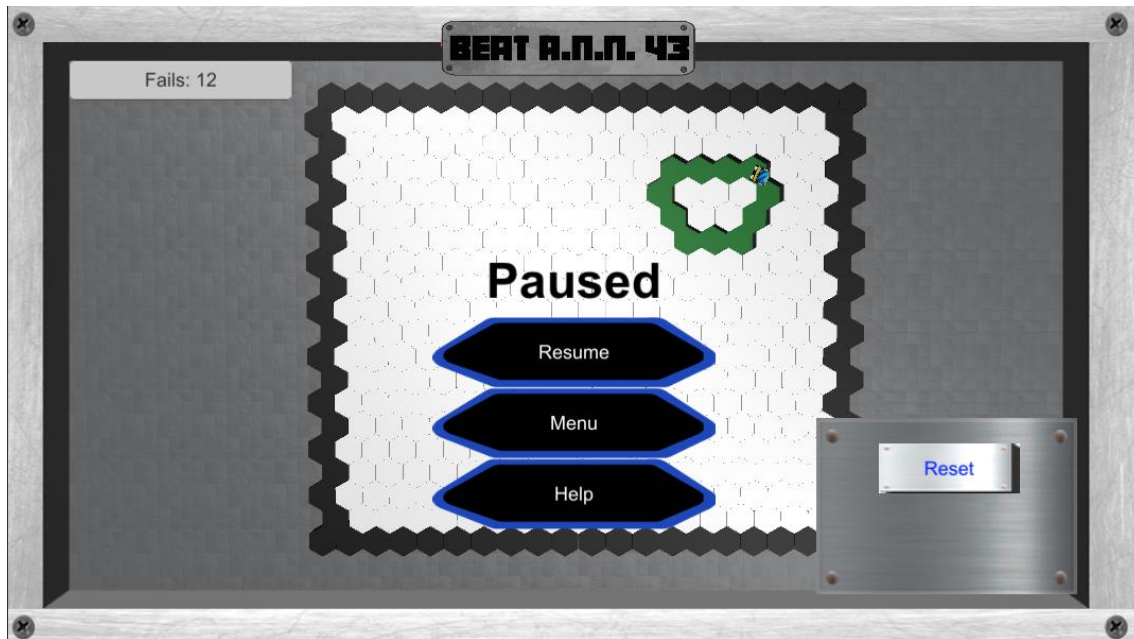 BEAT A.N.N. 43
Fails: 12
Paused
Resume
Menu
Help
Reset